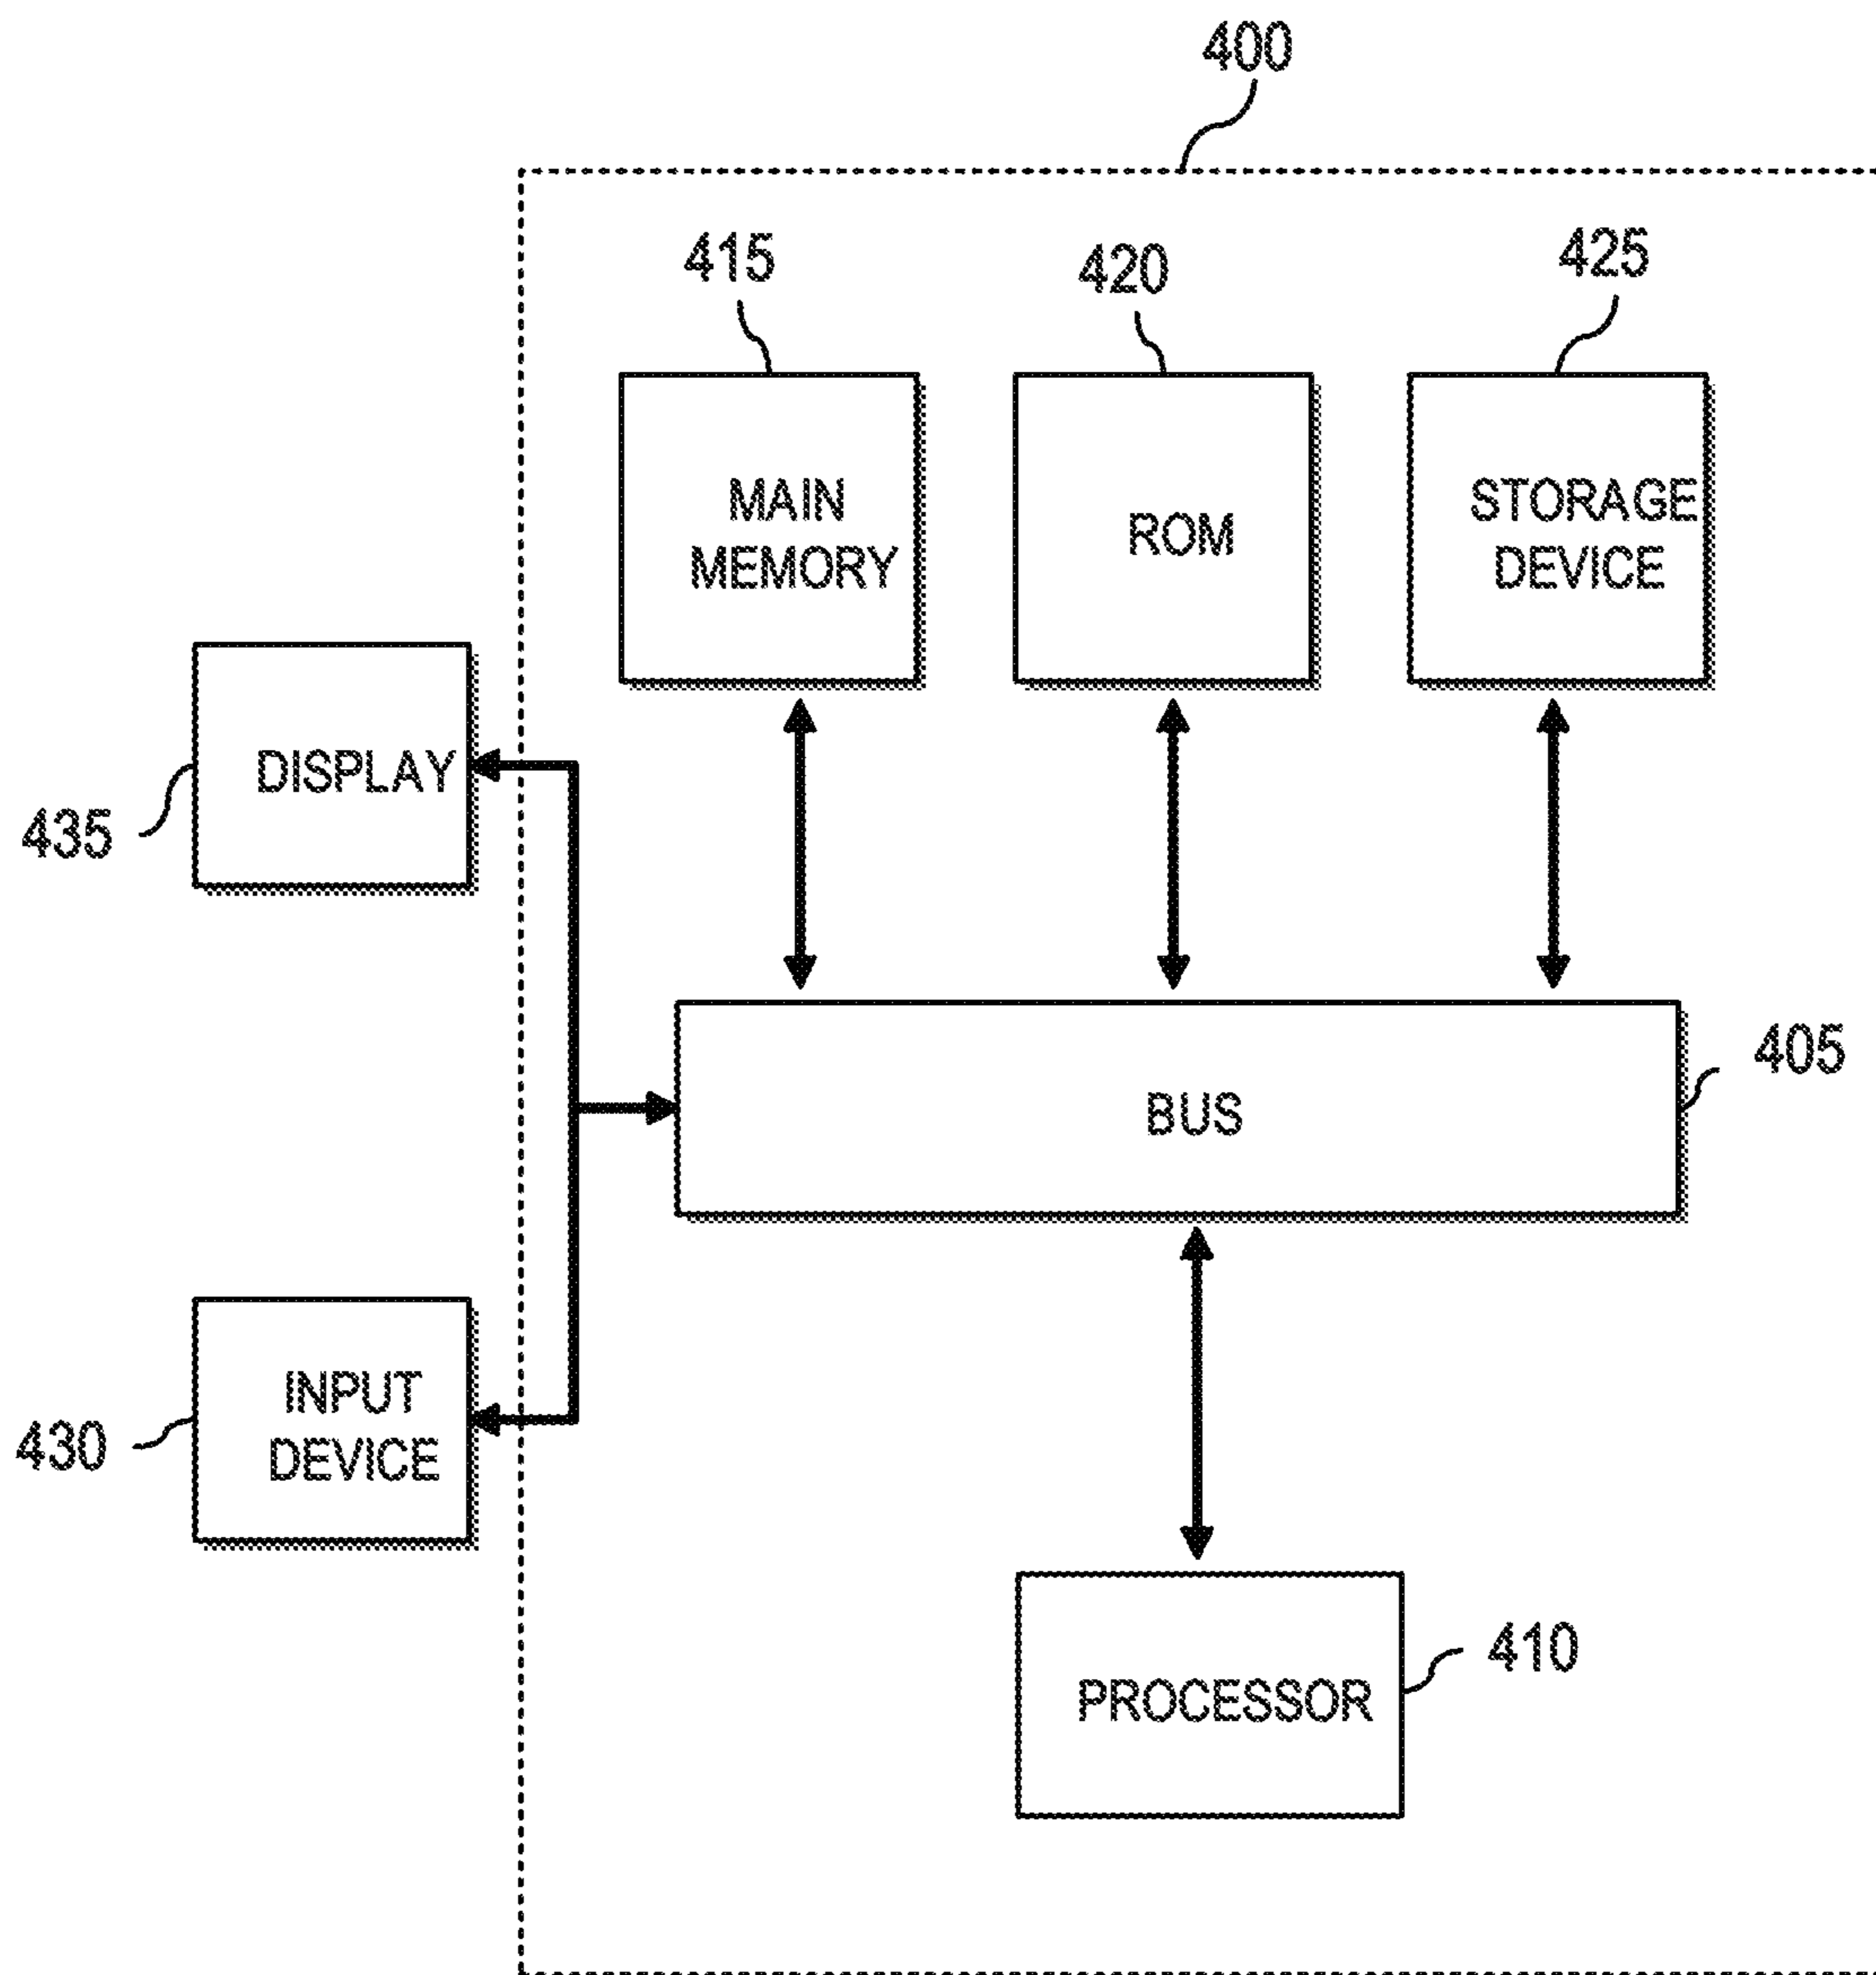 400
415
420
425
MAIN
MEMORY
ROM
STORAGE
DEVICE
DISPLAY
435
BUS
405
INPUT
DEVICE
430
PROCESSOR
410